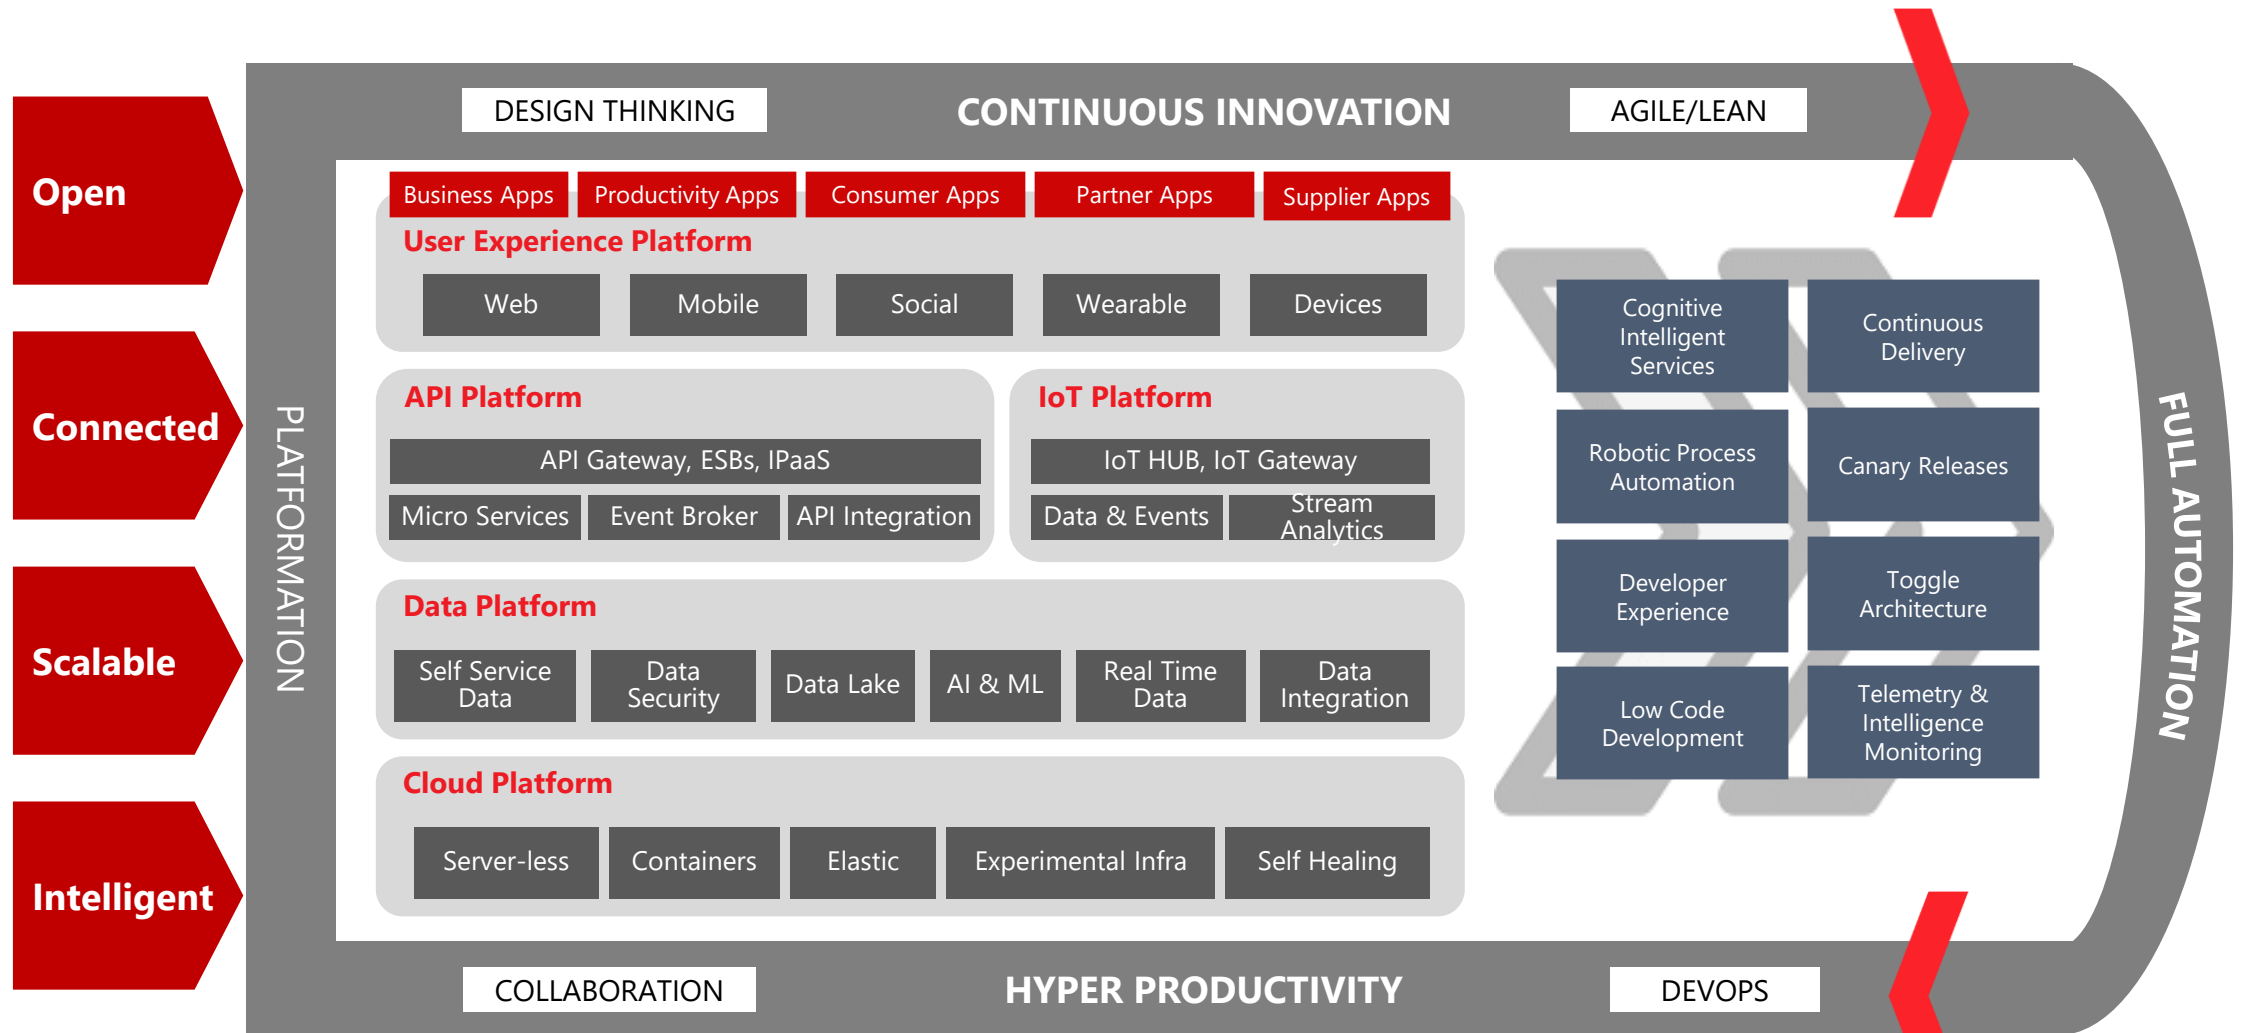 DESIGN THINKING
CONTINUOUS INNOVATION
AGILE/LEAN
Open
Connected
Scalable
Intelligent
PLATFORMATION
Business Apps
Productivity Apps
Consumer Apps
Partner Apps
Supplier Apps
User Experience Platform
Web
Mobile
Social
Wearable
Devices
API Platform
API Gateway, ESBs, IPaaS
Micro Services
Event Broker
API Integration
IoT Platform
IoT HUB, IoT Gateway
Data & Events
Stream
Analytics
Data Platform
Self Service
Data
Data
Security
Data Lake
AI & ML
Real Time
Data
Data
Integration
Cloud Platform
Server-less
Containers
Elastic
Experimental Infra
Self Healing
Cognitive
Intelligent
Services
Continuous
Delivery
Robotic Process
Automation
Canary Releases
Developer
Experience
Toggle
Architecture
Low Code
Development
Telemetry &
Intelligence
Monitoring
FULL AUTOMATION
COLLABORATION
HYPER PRODUCTIVITY
DEVOPS